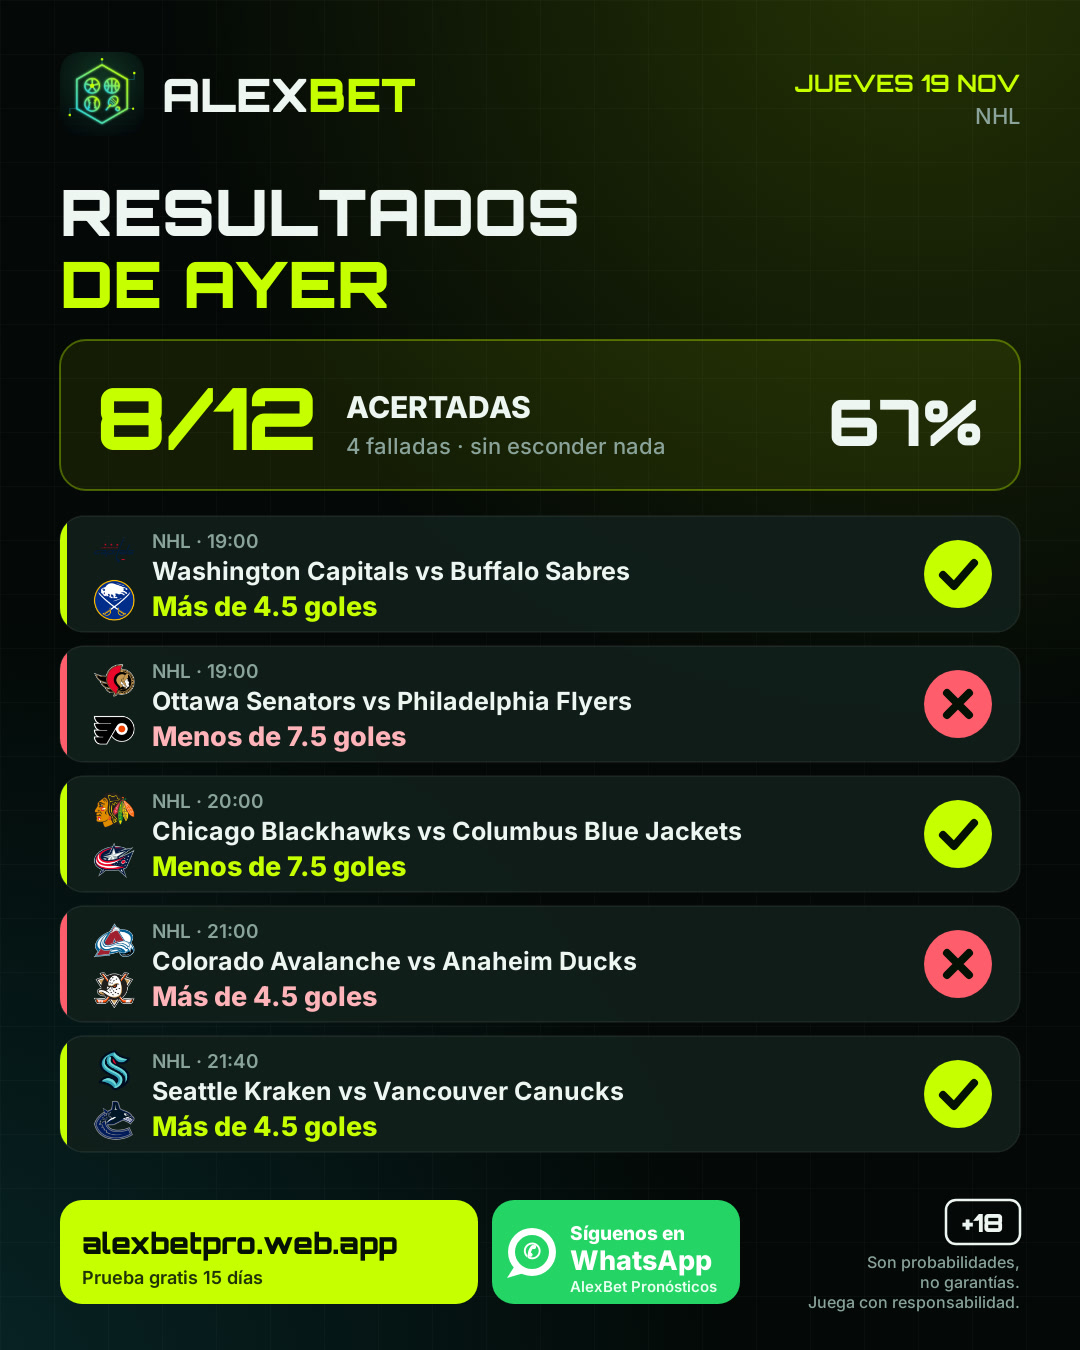 ALEXBET
JUEVES 19 NOV
NHL
RESULTADOS
DE AYER
8/12
ACERTADAS
4 falladas · sin esconder nada
67%
NHL · 19:00
Washington Capitals vs Buffalo Sabres
Más de 4.5 goles
NHL · 19:00
Ottawa Senators vs Philadelphia Flyers
Menos de 7.5 goles
NHL · 20:00
Chicago Blackhawks vs Columbus Blue Jackets
Menos de 7.5 goles
NHL · 21:00
Colorado Avalanche vs Anaheim Ducks
Más de 4.5 goles
NHL · 21:40
Seattle Kraken vs Vancouver Canucks
Más de 4.5 goles
alexbetpro.web.app
Prueba gratis 15 días
Síguenos en
WhatsApp
AlexBet Pronósticos
+18
Son probabilidades,
no garantías.
Juega con responsabilidad.